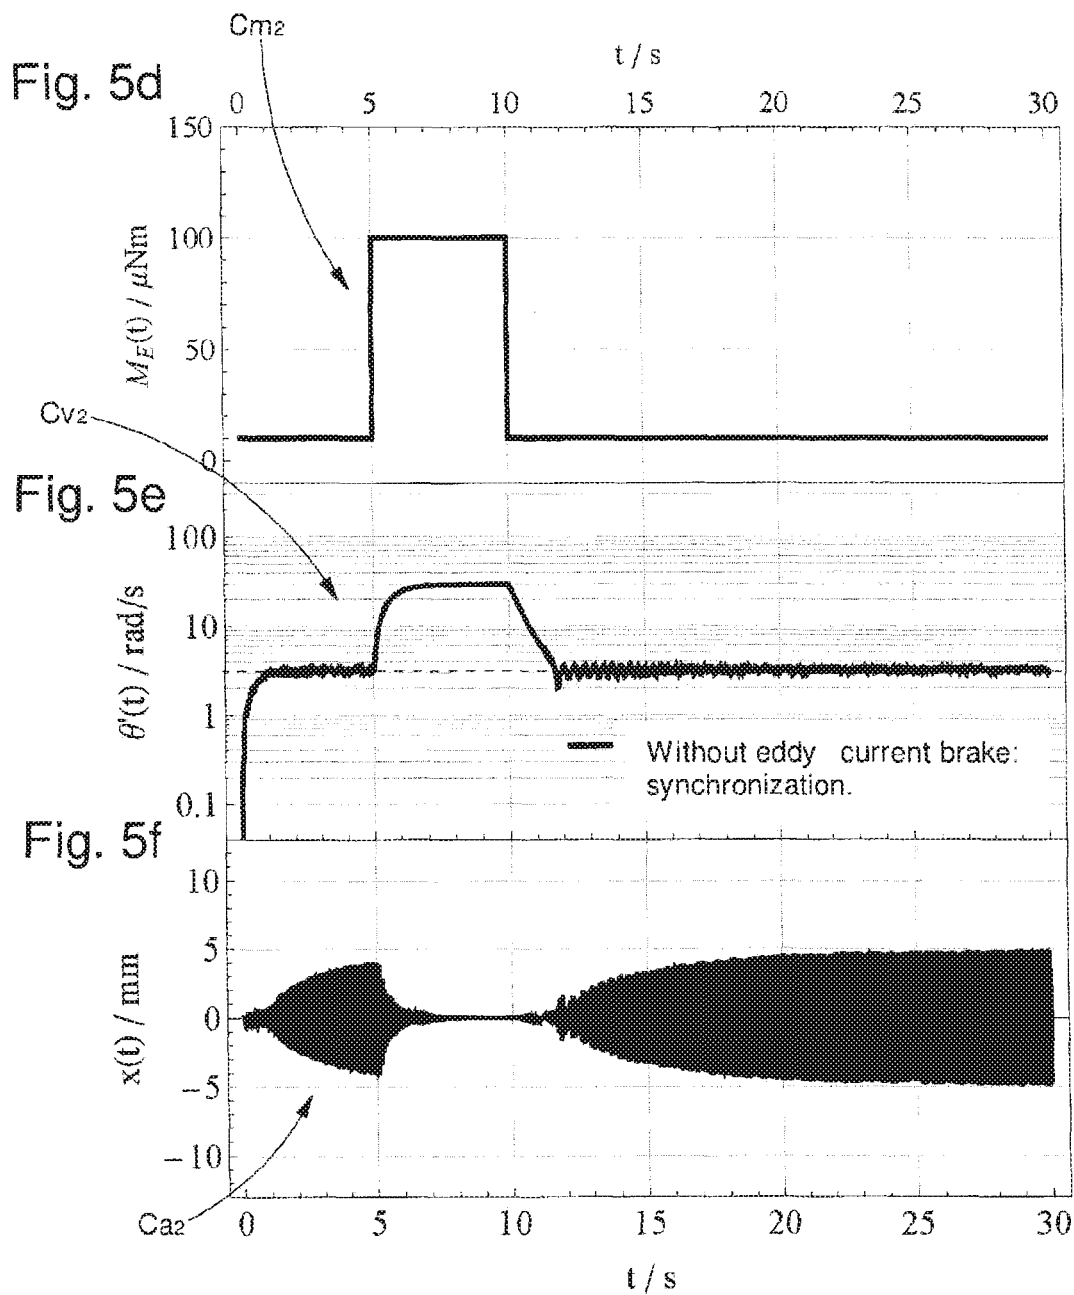 Cm2
t / s
Fig. 5d
0 5 10 15 20 25 30
150
100
50
0
M_E(t) / µNm
Cv2
Fig. 5e
100
10
1
0.1
θ'(t) / rad/s
Without eddy current brake:
synchronization.
Fig. 5f
10
5
0
−5
−10
x(t) / mm
Ca2
0 5 10 15 20 25 30
t / s